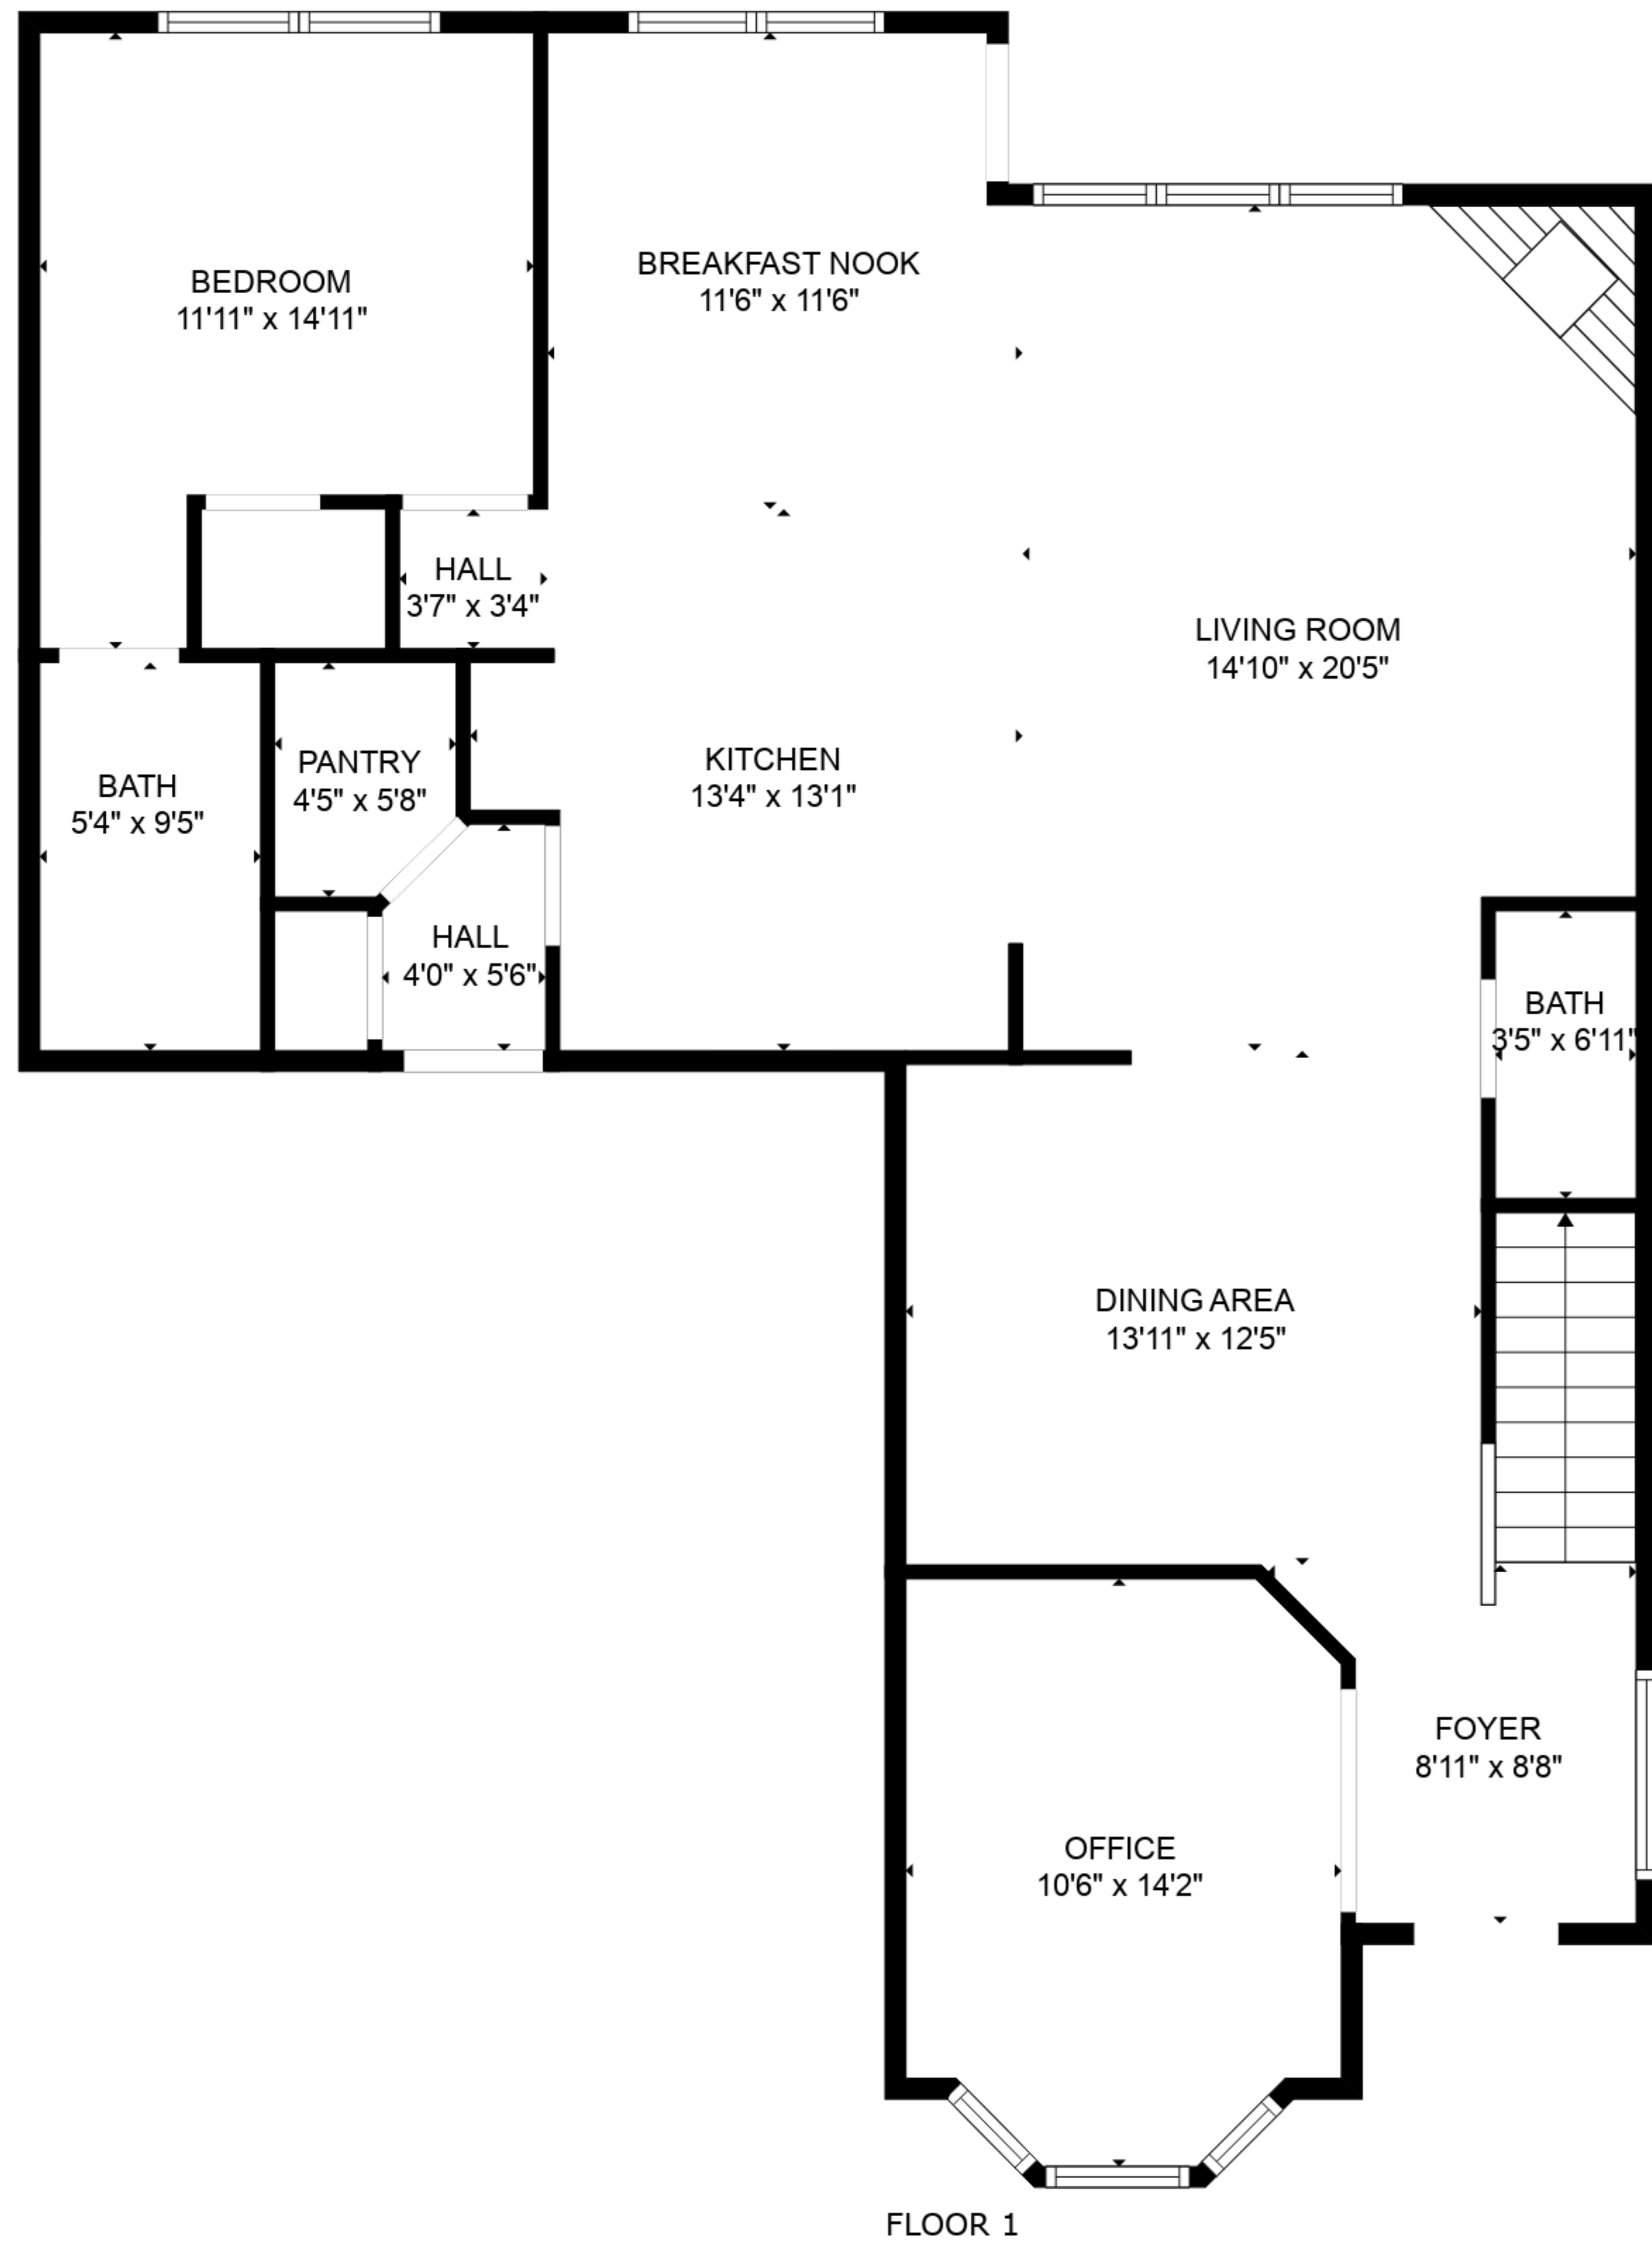 BREAKFAST NOOK
11'6" x 11'6"
BEDROOM
11'11" x 14'11"
HALL
3'7" x 3'4"
LIVING ROOM
14'10" x 20'5"
PANTRY
4'5" x 5'8"
KITCHEN
13'4" x 13'1"
BATH
5'4" x 9'5"
HALL
4'0" x 5'6"
BATH
3'5" x 6'11"
DINING AREA
13'11" x 12'5"
FOYER
8'11" x 8'8"
OFFICE
10'6" x 14'2"
FLOOR 1